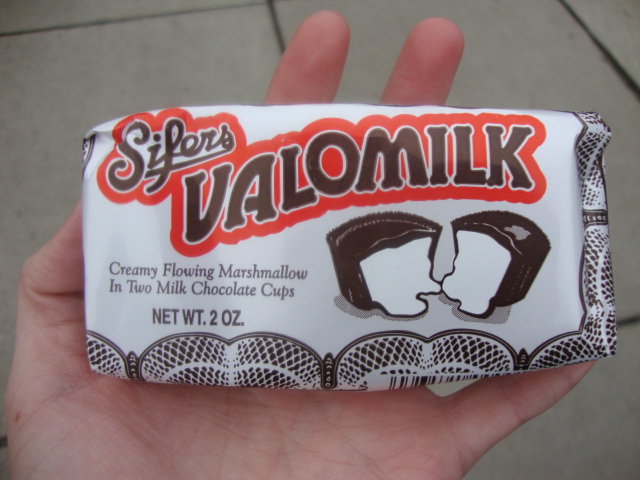 Sifers
VALOMILK
Creamy Flowing Marshmallow
In Two Milk Chocolate Cups
NET WT. 2 OZ.